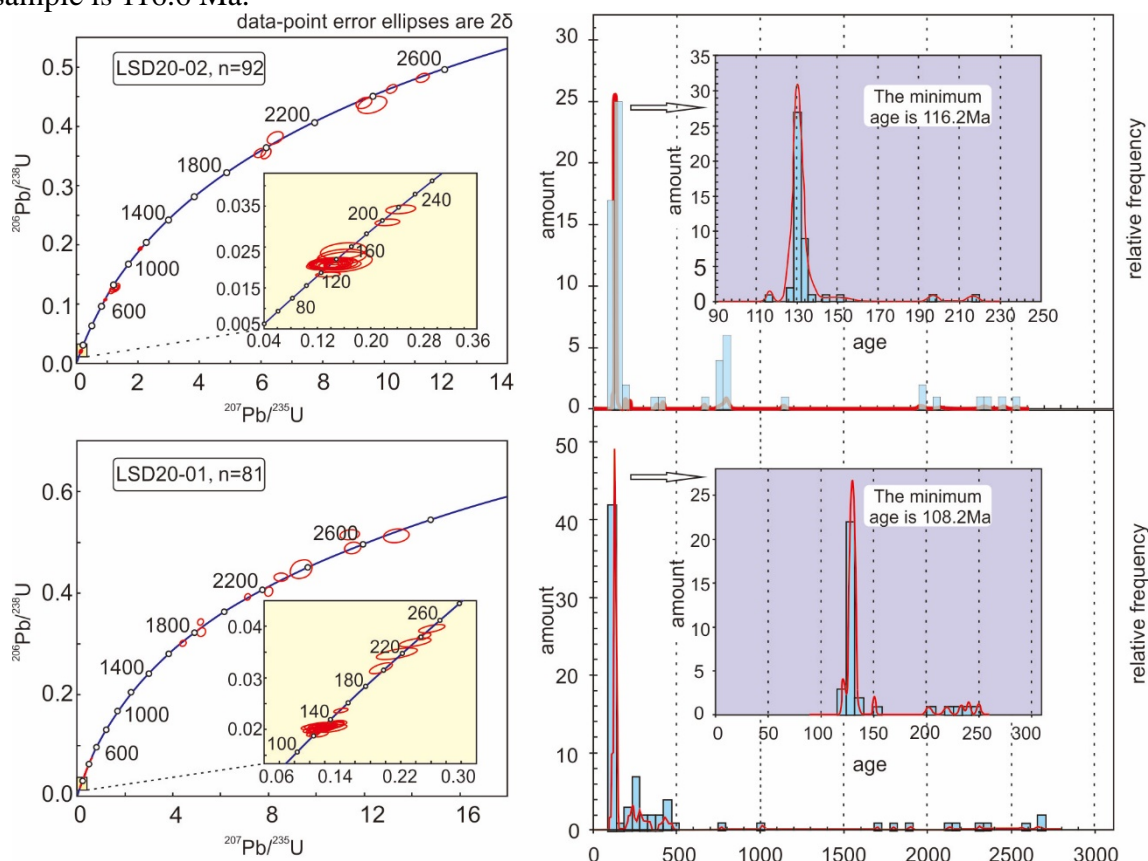 sample is Ma.
data-point error ellipses are 2δ
LSD20-02, n=92
²⁰⁶Pb/²³⁸U
0.5
0.4
0.3
0.2
0.1
0.0
600
1000
1400
1800
2200
2600
0.035
0.025
0.015
0.005
80
120
160
200
240
0.04 0.12 0.20 0.28 0.36
0 2 4 6 8 10 12 14
²⁰⁷Pb/²³⁵U
amount
30
25
20
15
10
5
0
relative frequency
The minimum
age is 116.2Ma
amount
35
30
25
20
15
10
5
0
90 110 130 150 170 190 210 230 250
age
LSD20-01, n=81
²⁰⁶Pb/²³⁸U
0.6
0.4
0.2
0.0
600
1000
1400
1800
2200
2600
0.04
0.03
0.02
100
140
180
220
260
0.06 0.14 0.22 0.30
0 4 8 12 16
²⁰⁷Pb/²³⁵U
amount
50
40
30
20
10
0
relative frequency
The minimum
age is 108.2Ma
amount
25
20
15
10
5
0
0 50 100 150 200 250 300
age
0 500 1000 1500 2000 2500 3000